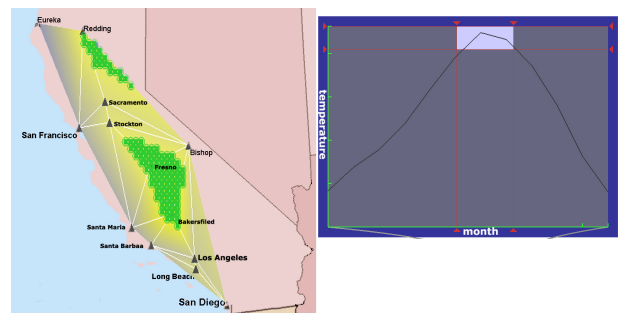 Eureka
Redding
Sacramento
Stockton
San Francisco
Bishop
Fresno
Santa Maria
Bakersfiled
Santa Barbaa
Los Angeles
Long Beach
San Diego
temperature
month